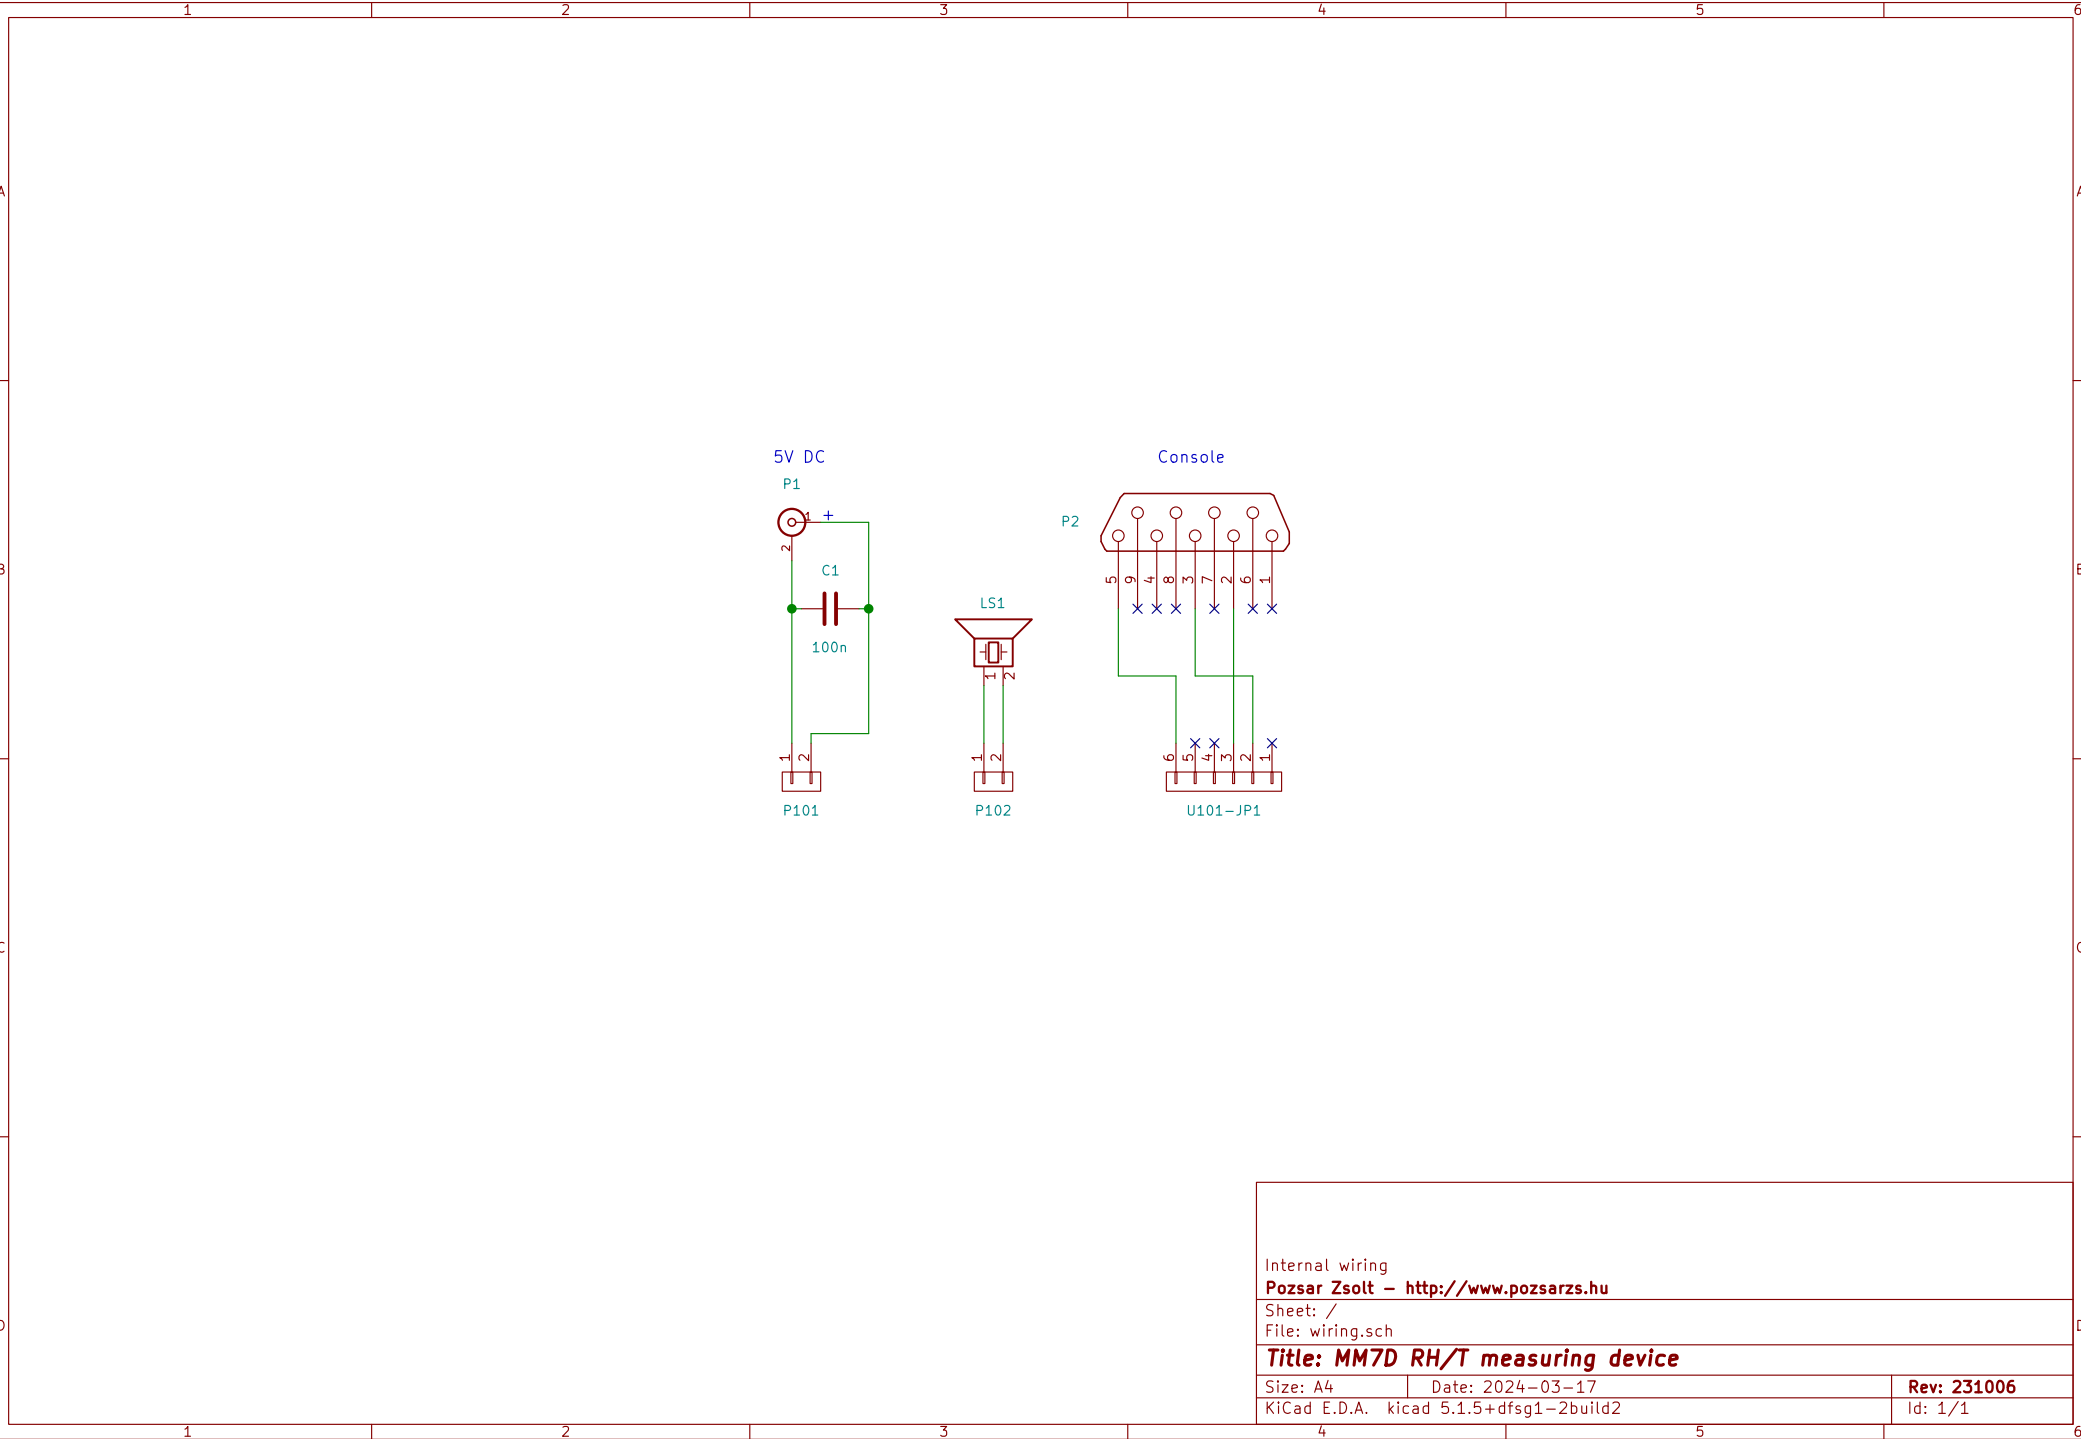 1 2 3 4 5 6
A A
5V DC Console
P1
1 +
P2
2
B B
C1
5 9 4 8 3 7 2 6 1
LS1
100n
1 2
1 2 1 2 6 5 4 3 2 1
P101 P102 U101-JP1
C C
Internal wiring
Pozsar Zsolt - http://www.pozsarzs.hu
Sheet: /
File: wiring.sch
D D
Title: MM7D RH/T measuring device
Size: A4 Date: 2024-03-17 Rev: 231006
KiCad E.D.A. kicad 5.1.5+dfsg1-2build2 Id: 1/1
1 2 3 4 5 6